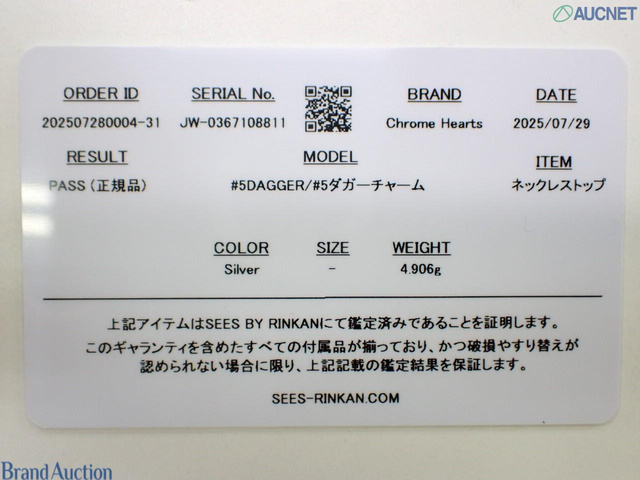 AUCNET
ORDER ID SERIAL No. BRAND DATE
202507280004-31 JW-0367108811 Chrome Hearts 2025/07/29
RESULT MODEL ITEM
PASS (正規品) #5DAGGER/#5ダガーチャーム ネックレストップ
COLOR SIZE WEIGHT
Silver - 4.906g
上記アイテムはSEES BY RINKANにて鑑定済みであることを証明します。
このギャランティを含めたすべての付属品が揃っており、かつ破損やすり替えが
認められない場合に限り、上記記載の鑑定結果を保証します。
SEES-RINKAN.COM
Brand Auction